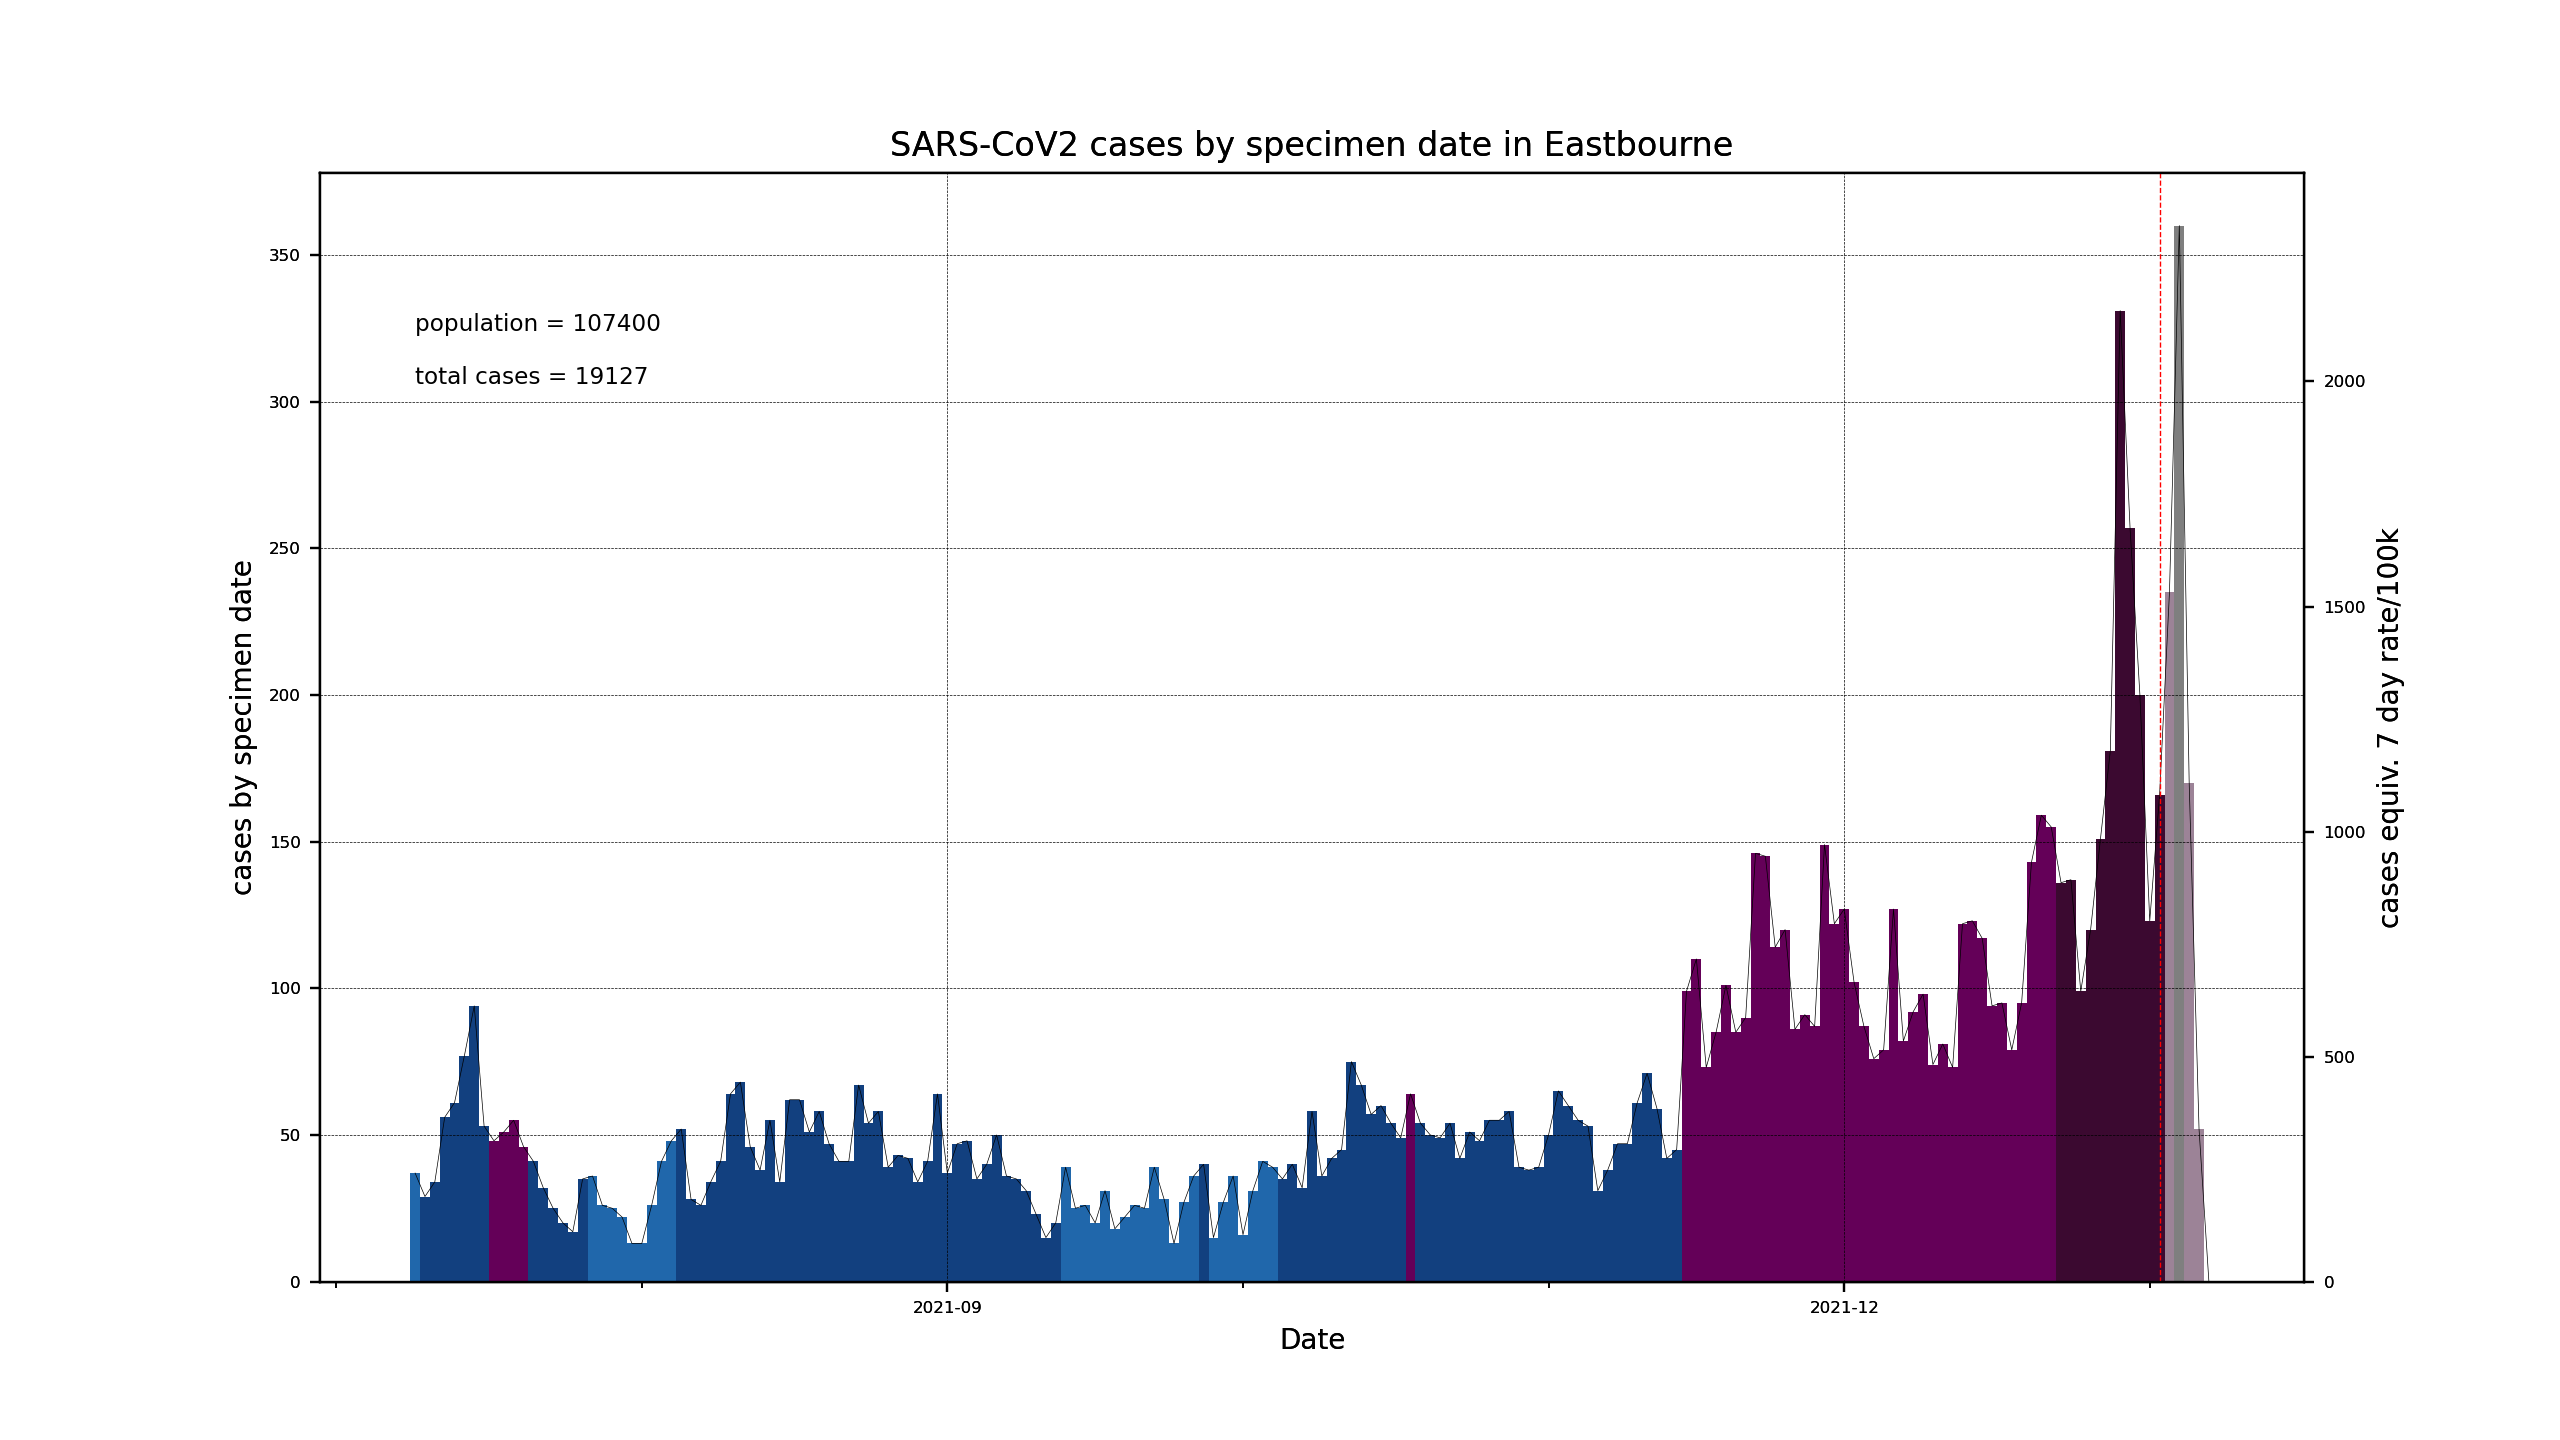 SARS-CoV2 cases by specimen date in Eastbourne
population = 107400
total cases = 19127
cases by specimen date
350
300
250
200
150
100
50
0
2000
1500
1000
500
0
cases equiv. 7 day rate/100k
2021-09
2021-12
Date